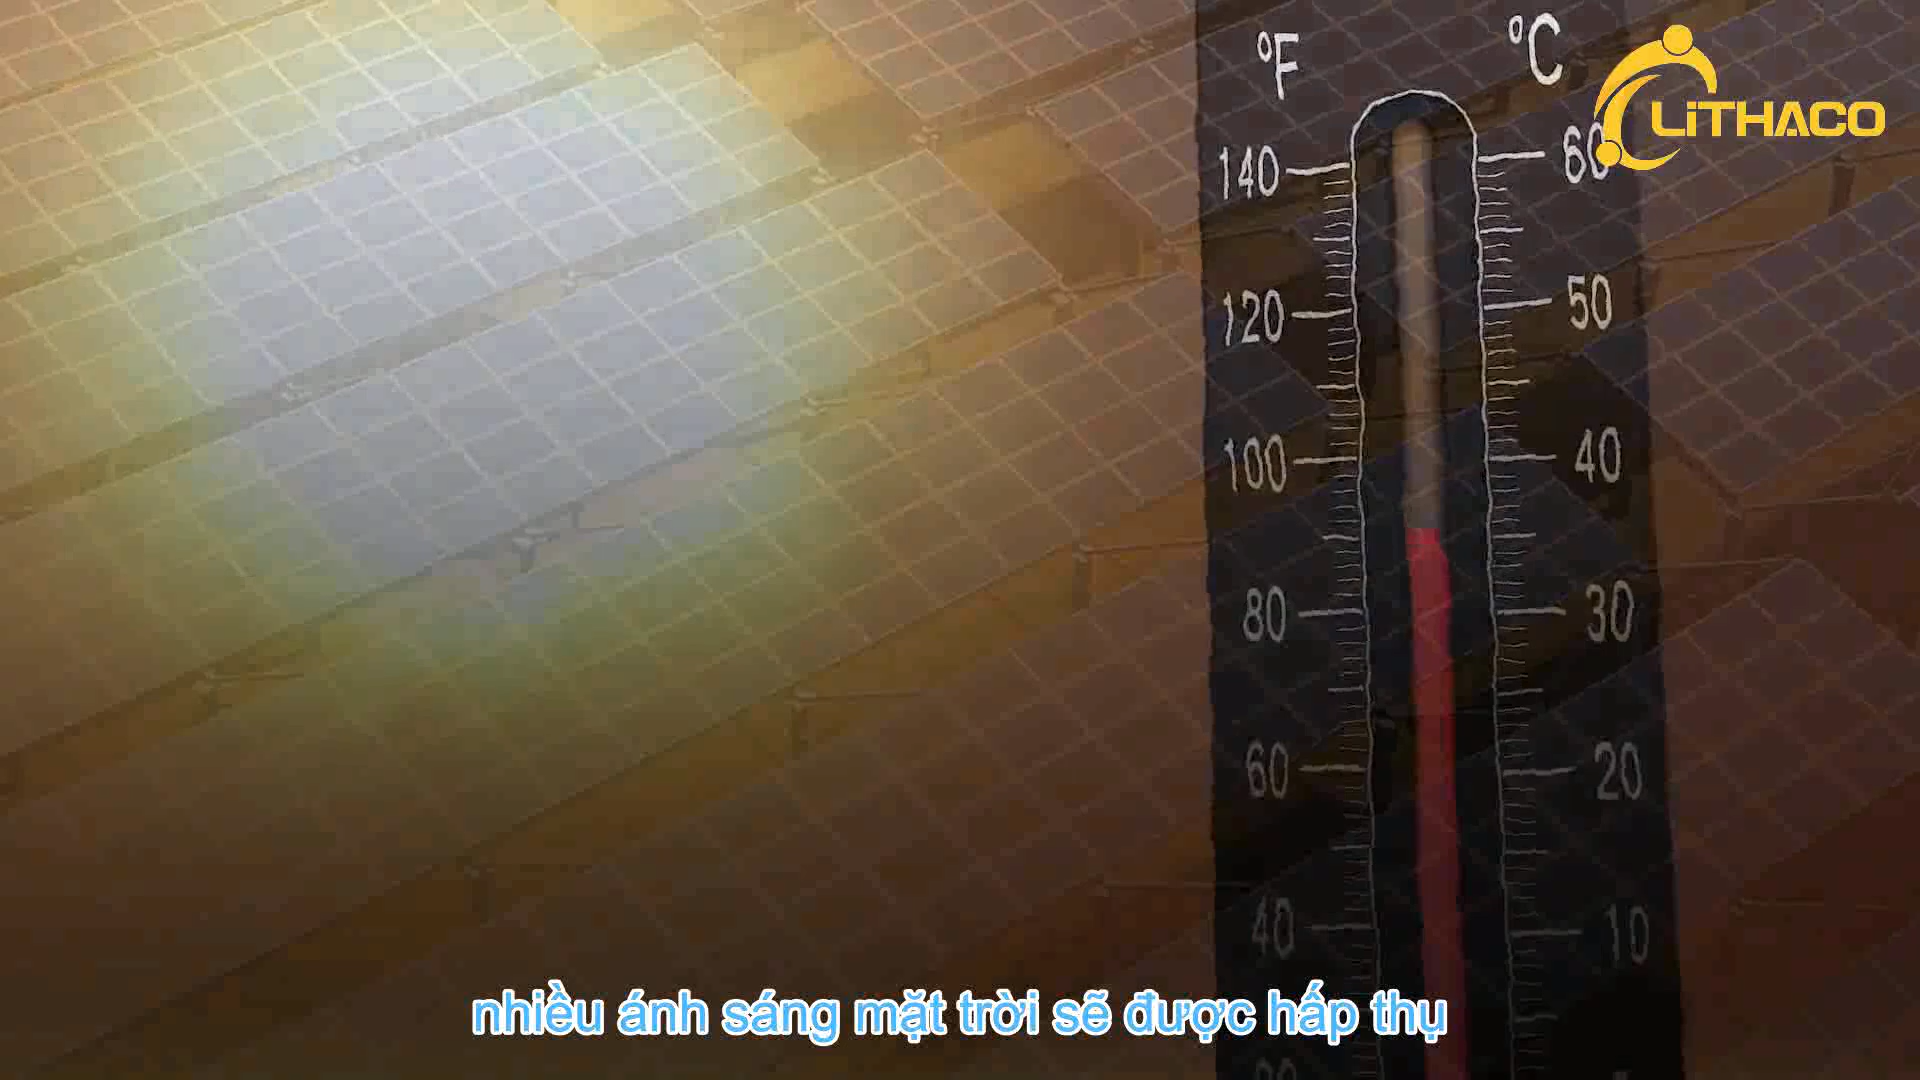 °F °C
LiTHACO
140 60
120 50
100 40
80 30
60 20
40 10
nhiều ánh sáng mặt trời sẽ được hấp thụ